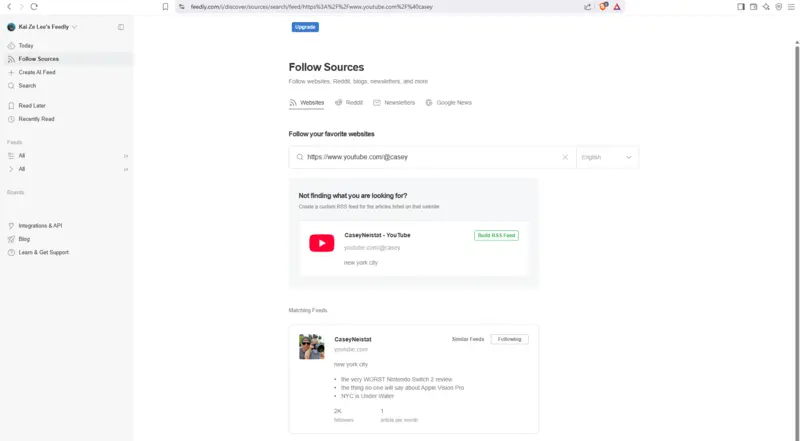 feedly.com/i/discover/sources/search/feed/https%3A%2F%2Fwww.youtube.com%2F%40casey
Kai Ze Lee's Feedly
Upgrade
Today
Follow Sources
Create AI Feed
Search
Read Later
Recently Read
Feeds
All
All
Brands
Integrations & API
Blog
Learn & Get Support
Follow Sources
Follow websites, Reddit, blogs, newsletters, and more
Websites Reddit Newsletters Google News
Follow your favorite websites
https://www.youtube.com/@casey English
Not finding what you are looking for?
Create a custom RSS feed for the articles listed on that website
CaseyNeistat - YouTube Build RSS Feed
youtube.com/@casey
new york city
Matching Feeds
CaseyNeistat Similar Feeds Following
youtube.com
new york city
• the very WORST Nintendo Switch 2 review
• the thing no one will say about Apple Vision Pro
• NYC is Under Water
2K 1
followers article per month